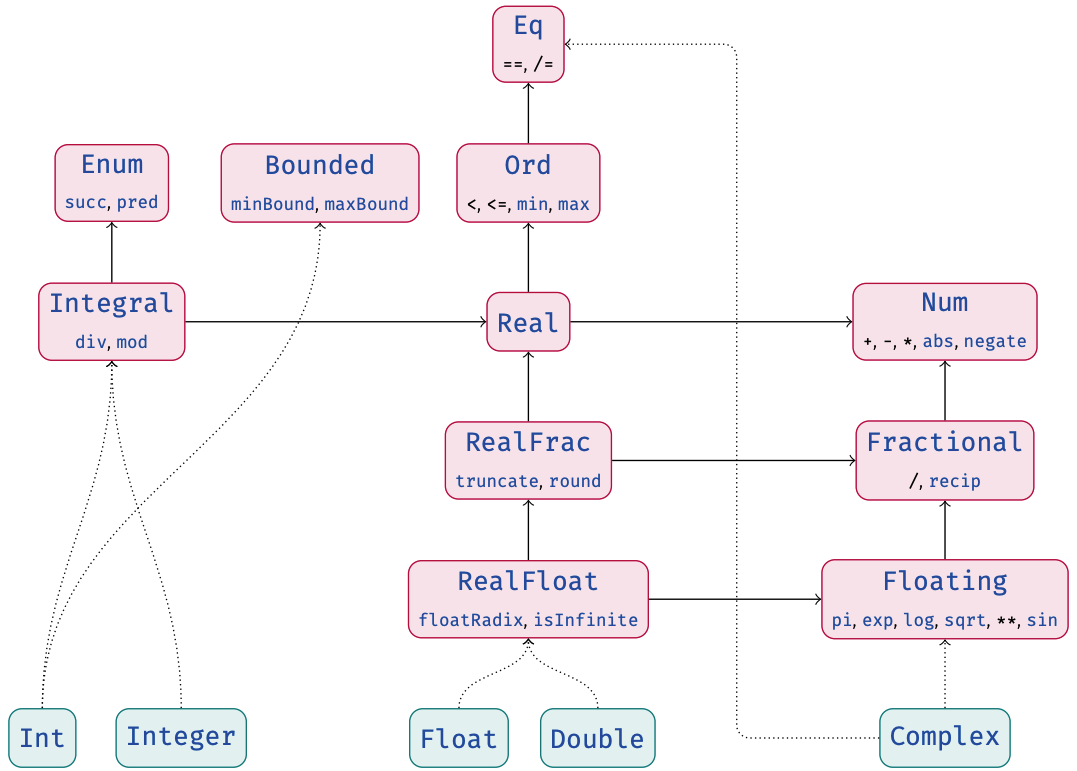 Eq
==, /=
Enum
succ, pred
Bounded
minBound, maxBound
Ord
<, <=, min, max
Integral
div, mod
Real
Num
+, -, *, abs, negate
RealFrac
truncate, round
Fractional
/, recip
RealFloat
floatRadix, isInfinite
Floating
pi, exp, log, sqrt, **, sin
Int
Integer
Float
Double
Complex